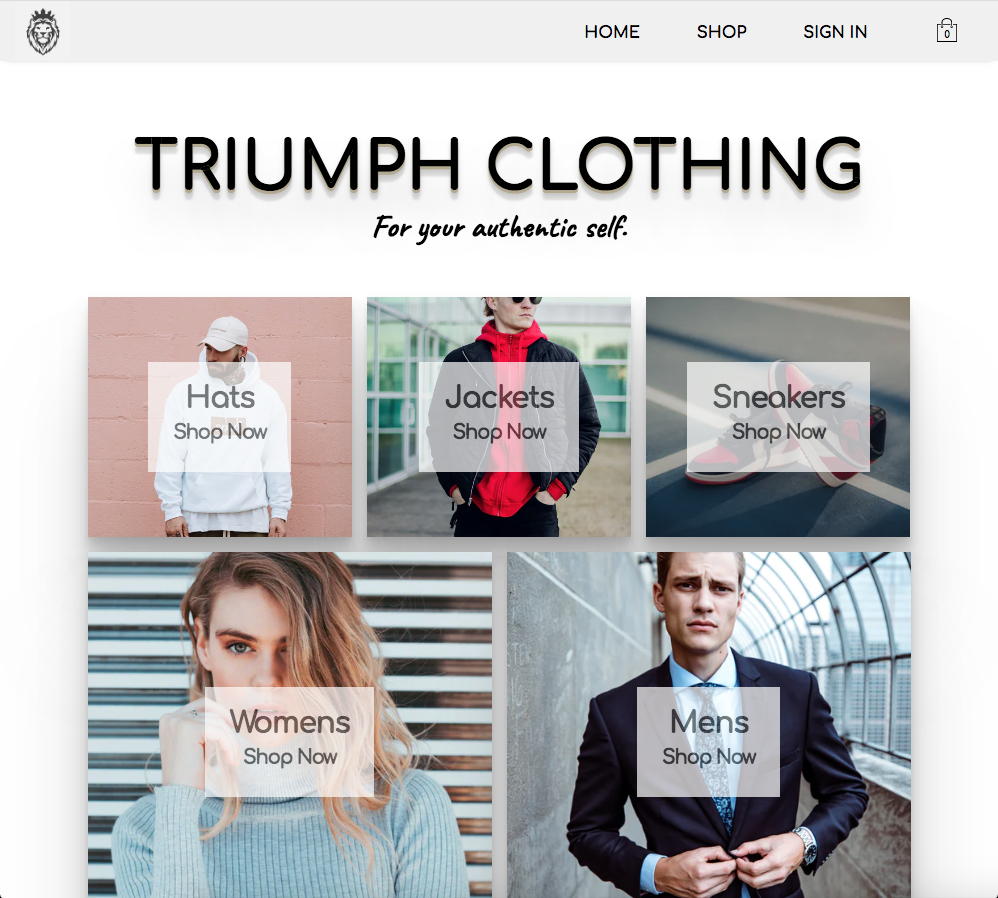 HOME SHOP SIGN IN 0
TRIUMPH CLOTHING
For your authentic self.
Hats
Shop Now
Jackets
Shop Now
Sneakers
Shop Now
Womens
Shop Now
Mens
Shop Now